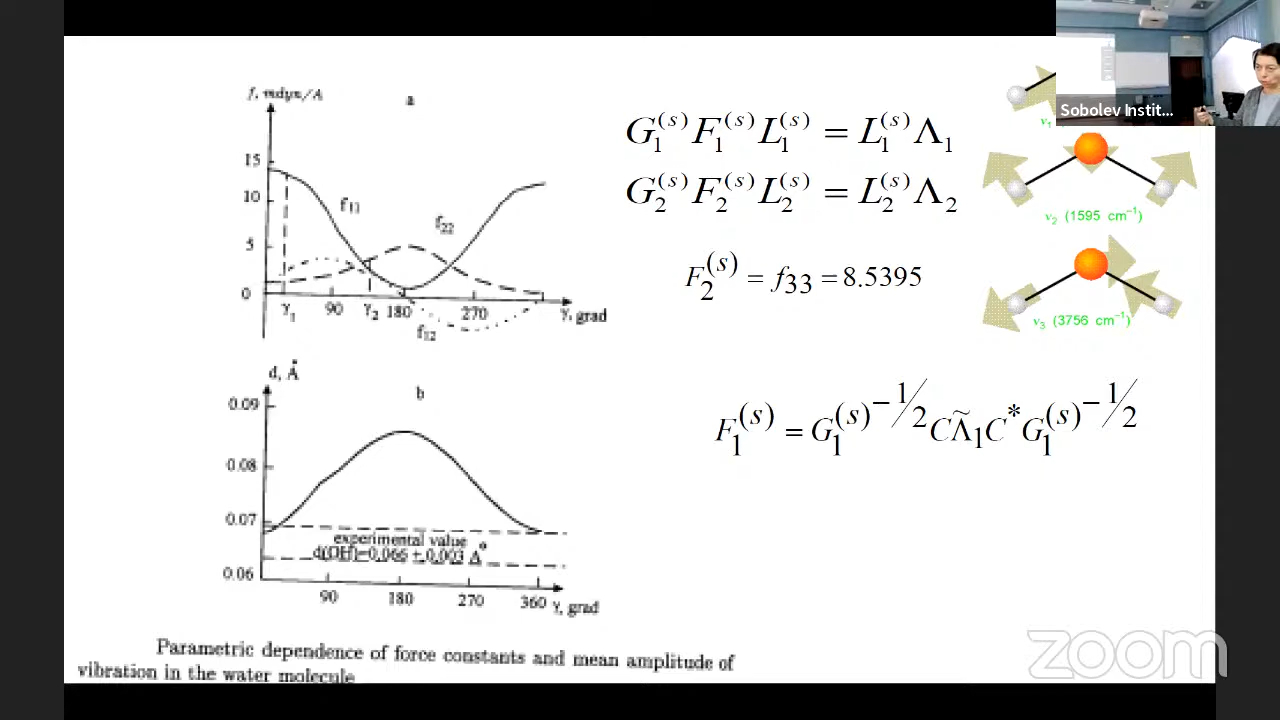 f, mdyn/A
a
15
10
5
0
f11
f22
f12
γ1
90
γ2
180
270
γ, grad
d, Å
b
0.09
0.08
0.07
0.06
experimental value
d(OH)=0.066 ± 0.003 A°
90
180
270
360
γ, grad
Parametric dependence of force constants and mean amplitude of
vibration in the water molecule
G₁^(s) F₁^(s) L₁^(s) = L₁^(s) Λ₁
G₂^(s) F₂^(s) L₂^(s) = L₂^(s) Λ₂
F₂^(s) = f₃₃ = 8.5395
F₁^(s) = G₁^(s)^−1/2 C Λ̃₁ C* G₁^(s)^−1/2
Sobolev Instit...
ν₁
ν₂ (1595 cm⁻¹)
ν₃ (3756 cm⁻¹)
zoom